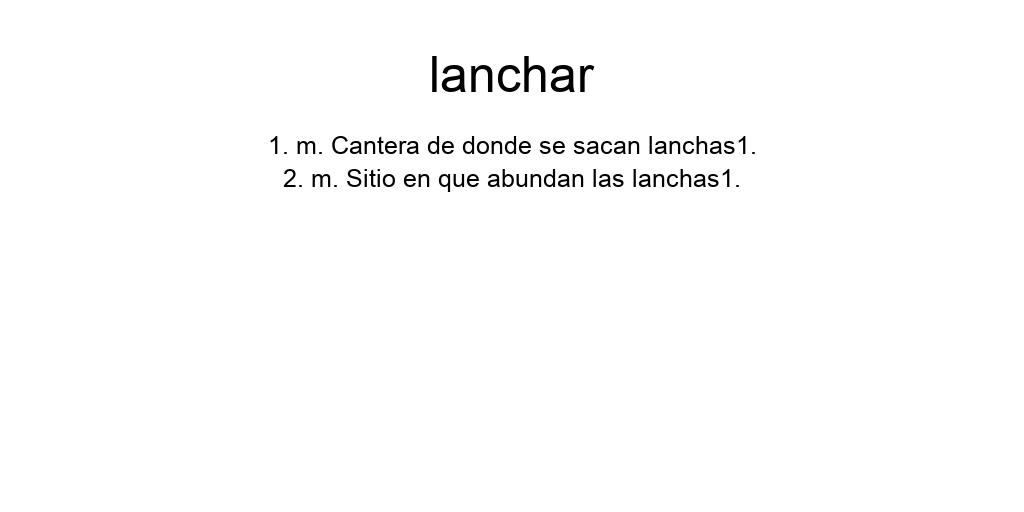 lanchar
1. m. Cantera de donde se sacan lanchas1.
2. m. Sitio en que abundan las lanchas1.